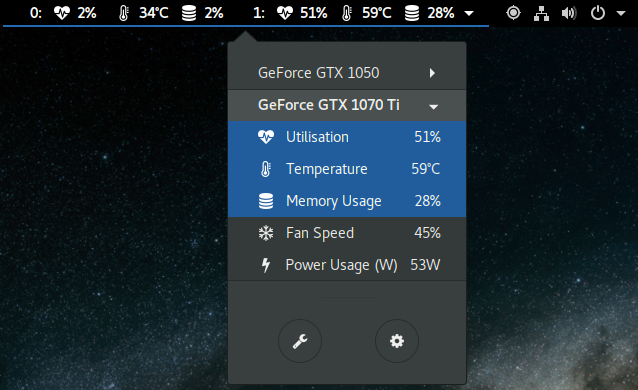 0: 2% 34°C 2% 1: 51% 59°C 28%
GeForce GTX 1050
GeForce GTX 1070 Ti
Utilisation 51%
Temperature 59°C
Memory Usage 28%
Fan Speed 45%
Power Usage (W) 53W